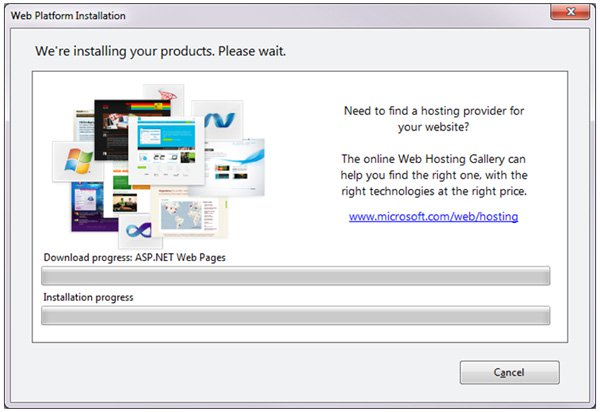 Web Platform Installation
We're installing your products. Please wait.
Need to find a hosting provider for
your website?
The online Web Hosting Gallery can
help you find the right one, with the
right technologies at the right price.
www.microsoft.com/web/hosting
Download progress: ASP.NET Web Pages
Installation progress
Cancel